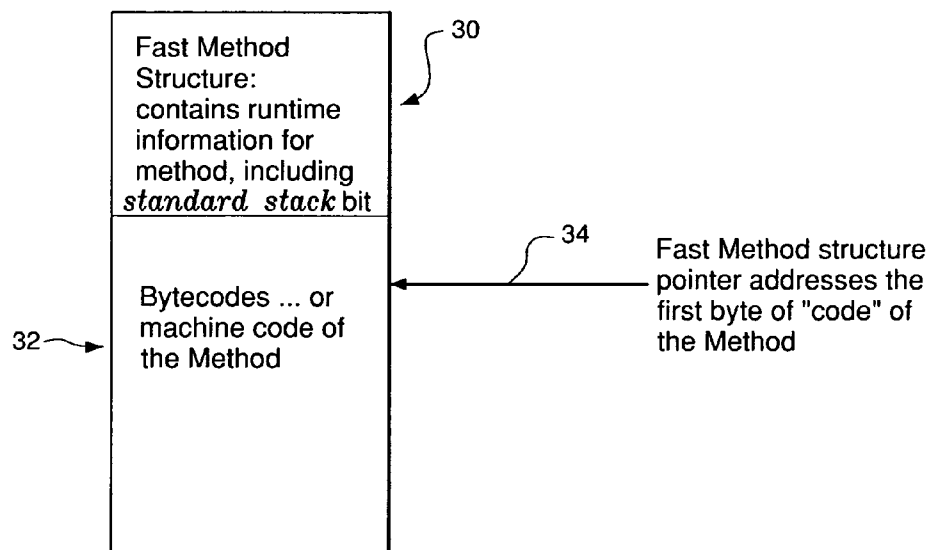 Fast Method
Structure:
contains runtime
information for
method, including
standard stack bit
30
34
Fast Method structure
pointer addresses the
first byte of "code" of
the Method
Bytecodes ... or
machine code of
the Method
32